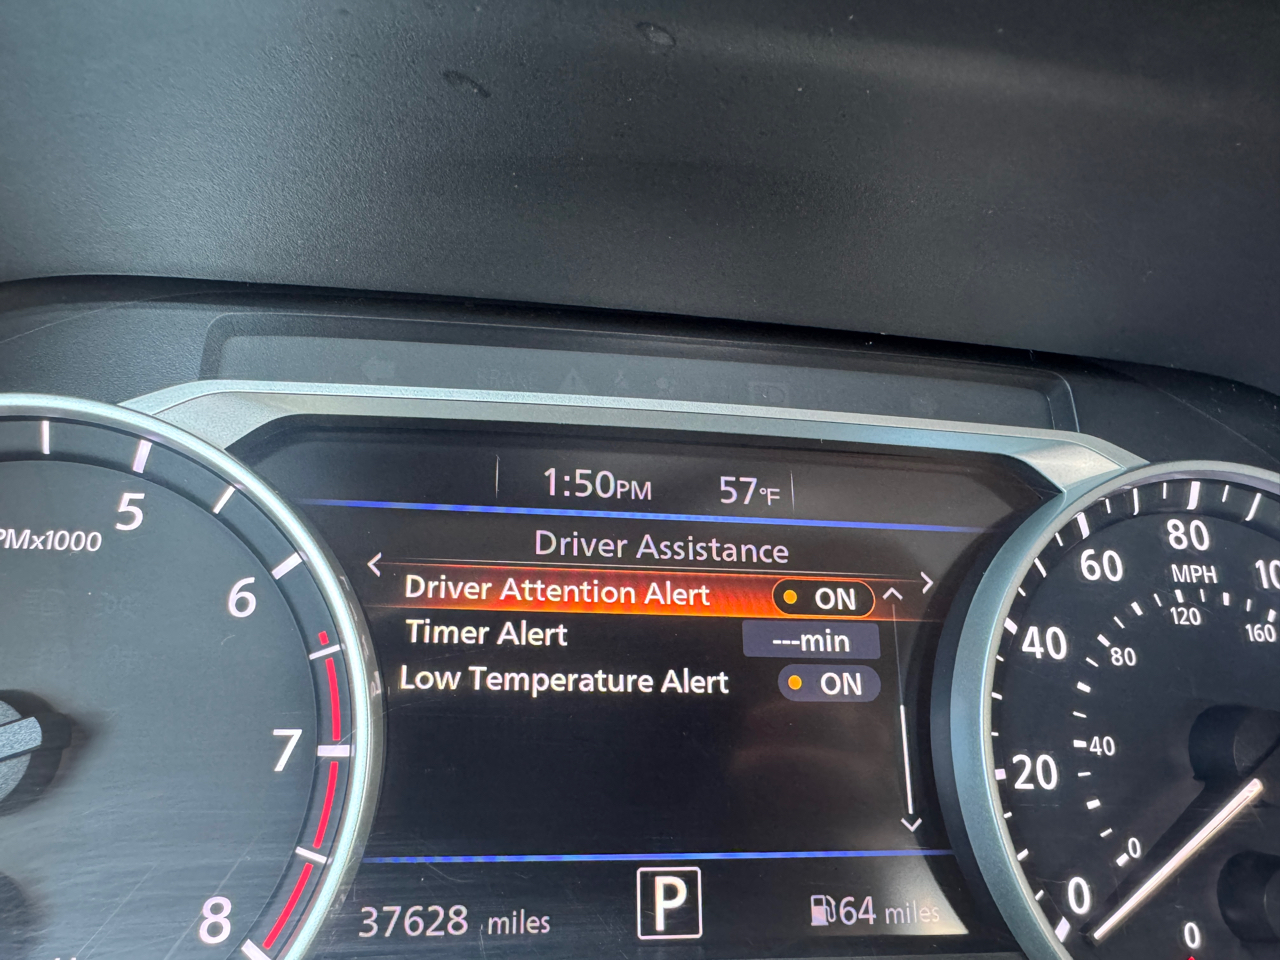 1:50PM 57°F
Driver Assistance
Driver Attention Alert ON
Timer Alert ---min
Low Temperature Alert ON
37628 miles P 64 miles
5
6
7
8
80
60
MPH
40
120
160
80
20
40
0
0
0